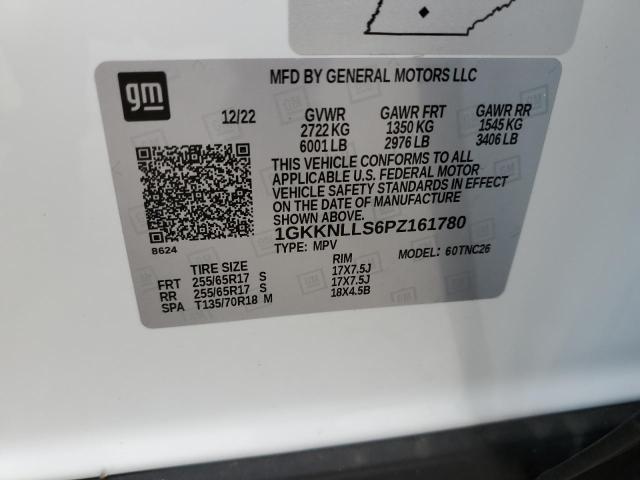 gm
MFD BY GENERAL MOTORS LLC
12/22 GVWR GAWR FRT GAWR RR
2722 KG 1350 KG 1545 KG
6001 LB 2976 LB 3406 LB
THIS VEHICLE CONFORMS TO ALL
APPLICABLE U.S. FEDERAL MOTOR
VEHICLE SAFETY STANDARDS IN EFFECT
ON THE DATE OF MANUFACTURE
SHOWN ABOVE.
1GKKNLLS6PZ161780
8624
TYPE: MPV MODEL: 60TNC26
TIRE SIZE RIM
FRT 255/65R17 S 17X7.5J
RR 255/65R17 S 17X7.5J
SPA T135/70R18 M 18X4.5B